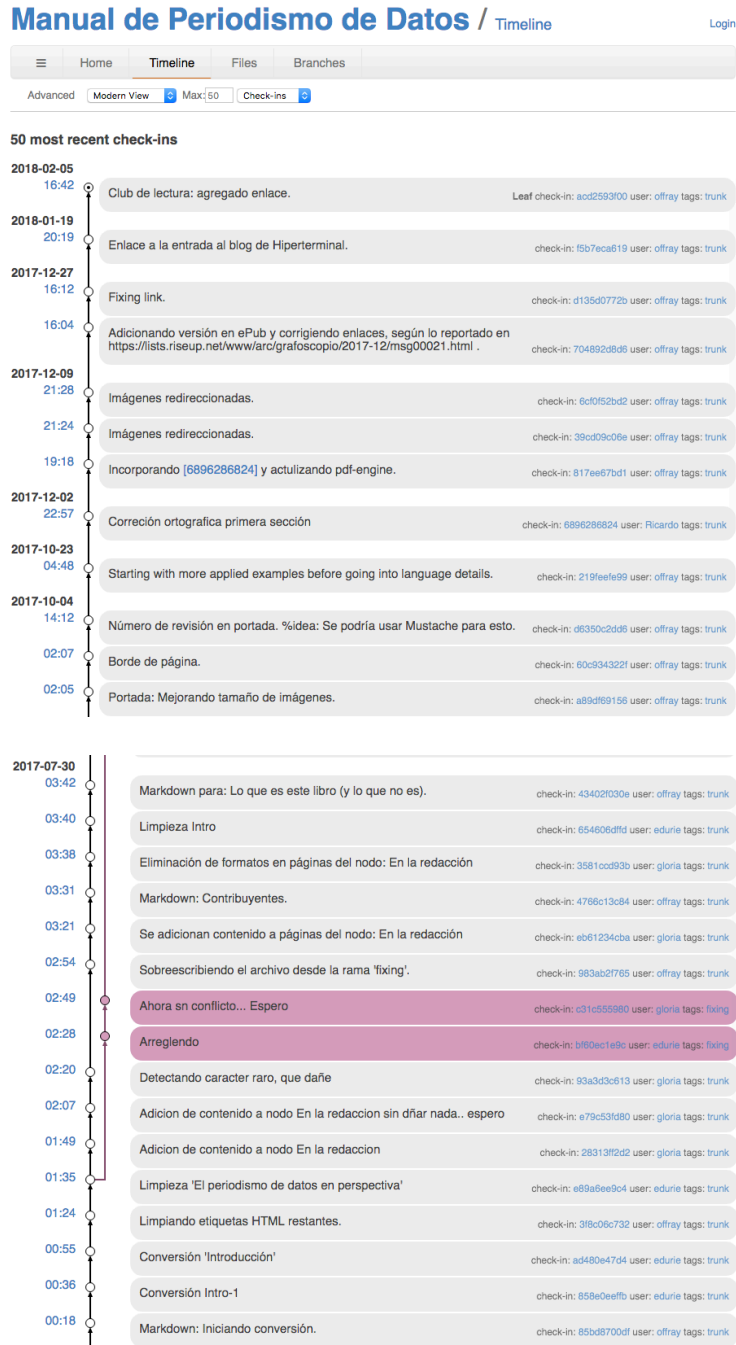 Manual de Periodismo de Datos / Timeline
Login
☰ Home Timeline Files Branches
Advanced Modern View Max: 50 Check-ins
50 most recent check-ins
2018-02-05
16:42 Club de lectura: agregado enlace. Leaf check-in: acd2593f00 user: offray tags: trunk
2018-01-19
20:19 Enlace a la entrada al blog de Hiperterminal. check-in: f5b7eca619 user: offray tags: trunk
2017-12-27
16:12 Fixing link. check-in: d135d0772b user: offray tags: trunk
16:04 Adicionando versión en ePub y corrigiendo enlaces, según lo reportado en
https://lists.riseup.net/www/arc/grafoscopio/2017-12/msg00021.html . check-in: 704892d8d6 user: offray tags: trunk
2017-12-09
21:28 Imágenes redireccionadas. check-in: 6cf0f52bd2 user: offray tags: trunk
21:24 Imágenes redireccionadas. check-in: 39cd09c06e user: offray tags: trunk
19:18 Incorporando [6896286824] y actulizando pdf-engine. check-in: 817ee67bd1 user: offray tags: trunk
2017-12-02
22:57 Correción ortografica primera sección check-in: 6896286824 user: Ricardo tags: trunk
2017-10-23
04:48 Starting with more applied examples before going into language details. check-in: 219feefe99 user: offray tags: trunk
2017-10-04
14:12 Número de revisión en portada. %idea: Se podría usar Mustache para esto. check-in: d6350c2dd6 user: offray tags: trunk
02:07 Borde de página. check-in: 60c934322f user: offray tags: trunk
02:05 Portada: Mejorando tamaño de imágenes. check-in: a89df69156 user: offray tags: trunk
2017-07-30
03:42 Markdown para: Lo que es este libro (y lo que no es). check-in: 43402f030e user: offray tags: trunk
03:40 Limpieza Intro check-in: 654606dffd user: edurie tags: trunk
03:38 Eliminación de formatos en páginas del nodo: En la redacción check-in: 3581ccd93b user: gloria tags: trunk
03:31 Markdown: Contribuyentes. check-in: 4766c13c84 user: offray tags: trunk
03:21 Se adicionan contenido a páginas del nodo: En la redacción check-in: eb61234cba user: gloria tags: trunk
02:54 Sobreescribiendo el archivo desde la rama 'fixing'. check-in: 983ab2f765 user: offray tags: trunk
02:49 Ahora sn conflicto... Espero check-in: c31c555980 user: gloria tags: fixing
02:28 Arreglendo check-in: bf60ec1e9c user: edurie tags: fixing
02:20 Detectando caracter raro, que dañe check-in: 93a3d3c613 user: gloria tags: trunk
02:07 Adicion de contenido a nodo En la redaccion sin dñar nada.. espero check-in: e79c53fd80 user: gloria tags: trunk
01:49 Adicion de contenido a nodo En la redaccion check-in: 28313ff2d2 user: gloria tags: trunk
01:35 Limpieza 'El periodismo de datos en perspectiva' check-in: e89a6ee9c4 user: edurie tags: trunk
01:24 Limpiando etiquetas HTML restantes. check-in: 3f8c06c732 user: offray tags: trunk
00:55 Conversión 'Introducción' check-in: ad480e47d4 user: edurie tags: trunk
00:36 Conversión Intro-1 check-in: 858e0eeffb user: edurie tags: trunk
00:18 Markdown: Iniciando conversión. check-in: 85bd8700df user: offray tags: trunk